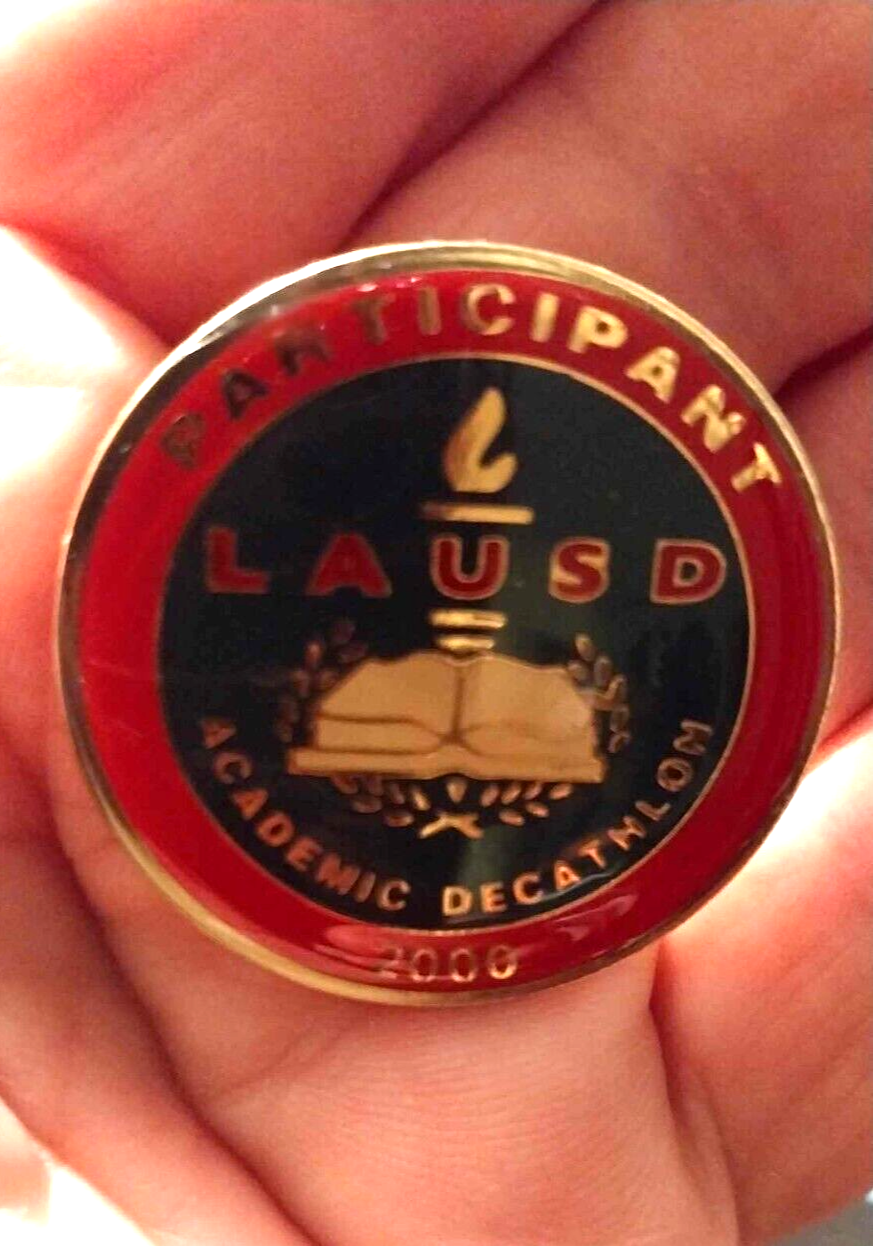 PARTICIPANT
LAUSD
ACADEMIC DECATHLON
2000